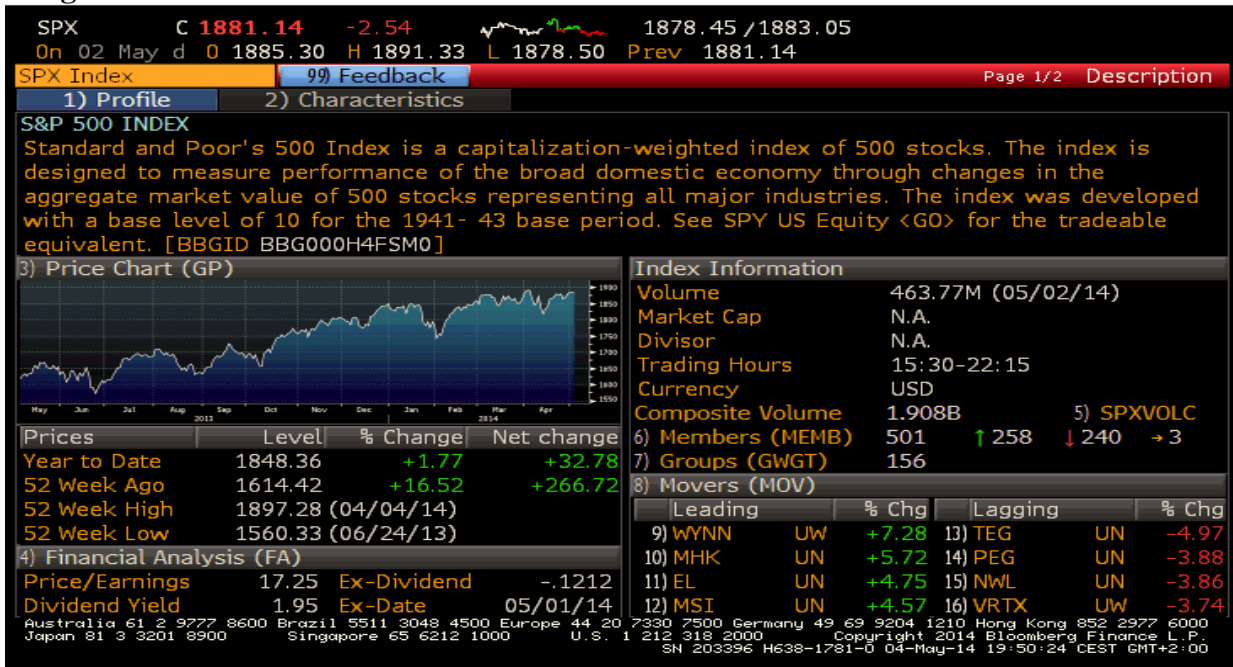 SPX C 1881.14 -2.54 1878.45/1883.05
On 02 May d O 1885.30 H 1891.33 L 1878.50 Prev 1881.14
SPX Index 99) Feedback Page 1/2 Description
1) Profile 2) Characteristics
S&P 500 INDEX
Standard and Poor's 500 Index is a capitalization-weighted index of 500 stocks. The index is
designed to measure performance of the broad domestic economy through changes in the
aggregate market value of 500 stocks representing all major industries. The index was developed
with a base level of 10 for the 1941- 43 base period. See SPY US Equity <GO> for the tradeable
equivalent. [BBGID BBG000H4FSM0]
3) Price Chart (GP)
1900
1850
1800
1750
1700
1650
1600
1550
May Jun Jul Aug Sep Oct Nov Dec Jan Feb Mar Apr
2013 2014
Prices Level % Change Net change
Year to Date 1848.36 +1.77 +32.78
52 Week Ago 1614.42 +16.52 +266.72
52 Week High 1897.28 (04/04/14)
52 Week Low 1560.33 (06/24/13)
4) Financial Analysis (FA)
Price/Earnings 17.25 Ex-Dividend -.1212
Dividend Yield 1.95 Ex-Date 05/01/14
Index Information
Volume 463.77M (05/02/14)
Market Cap N.A.
Divisor N.A.
Trading Hours 15:30-22:15
Currency USD
Composite Volume 1.908B 5) SPXVOLC
6) Members (MEMB) 501 ↑258 ↓240 →3
7) Groups (GWGT) 156
8) Movers (MOV)
Leading % Chg Lagging % Chg
9) WYNN UW +7.28 13) TEG UN -4.97
10) MHK UN +5.72 14) PEG UN -3.88
11) EL UN +4.75 15) NWL UN -3.86
12) MSI UN +4.57 16) VRTX UW -3.74
Australia 61 2 9777 8600 Brazil 5511 3048 4500 Europe 44 20 7330 7500 Germany 49 69 9204 1210 Hong Kong 852 2977 6000
Japan 81 3 3201 8900 Singapore 65 6212 1000 U.S. 1 212 318 2000 Copyright 2014 Bloomberg Finance L.P.
SN 203396 H638-1781-0 04-May-14 19:50:24 CEST GMT+2:00